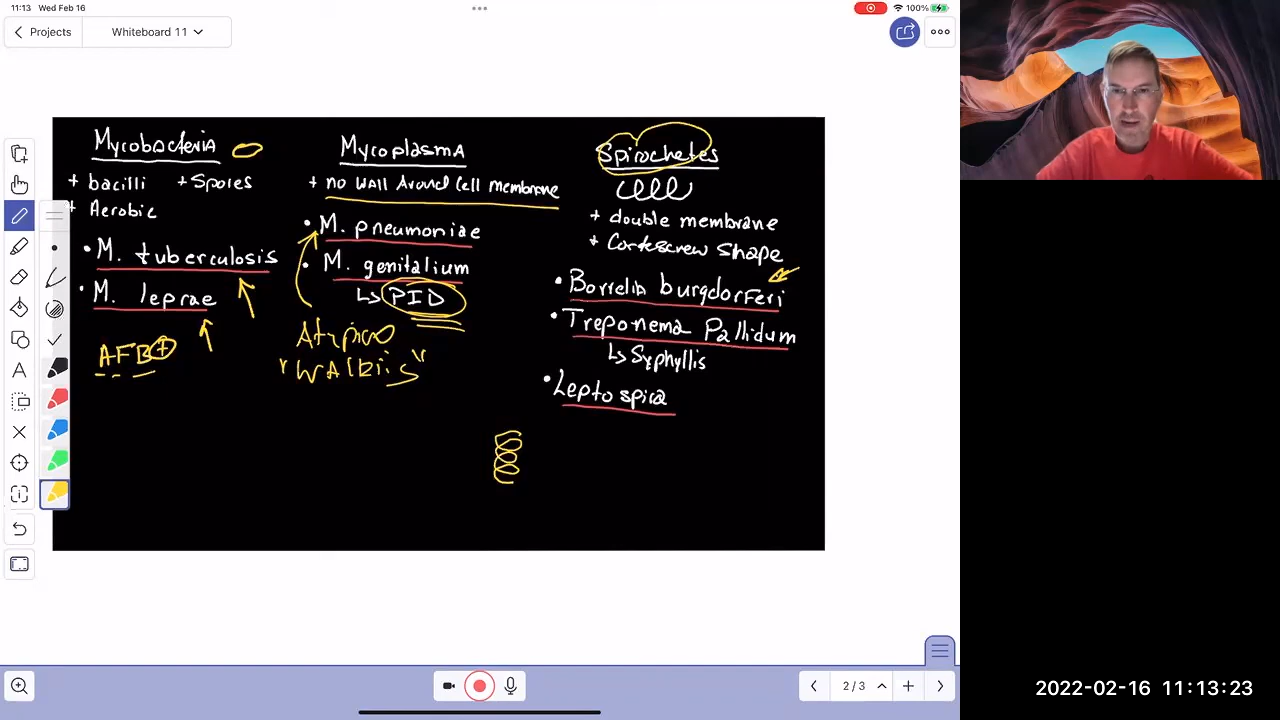 11:13 Wed Feb 16
100%
Projects
Whiteboard 11
Mycobacteria
+ bacilli + Spores
+ Aerobic
• M. tuberculosis
• M. leprae
AFB+
Mycoplasma
+ no wall Around Cell membrane
• M. pneumoniae
• M. genitalium
↳ PID
Spirochetes
+ double membrane
+ Corkscrew Shape
• Borrelia burgdorferi
• Treponema Pallidum
↳ Syphyllis
• Leptospira
A
2/3
2022-02-16 11:13:23